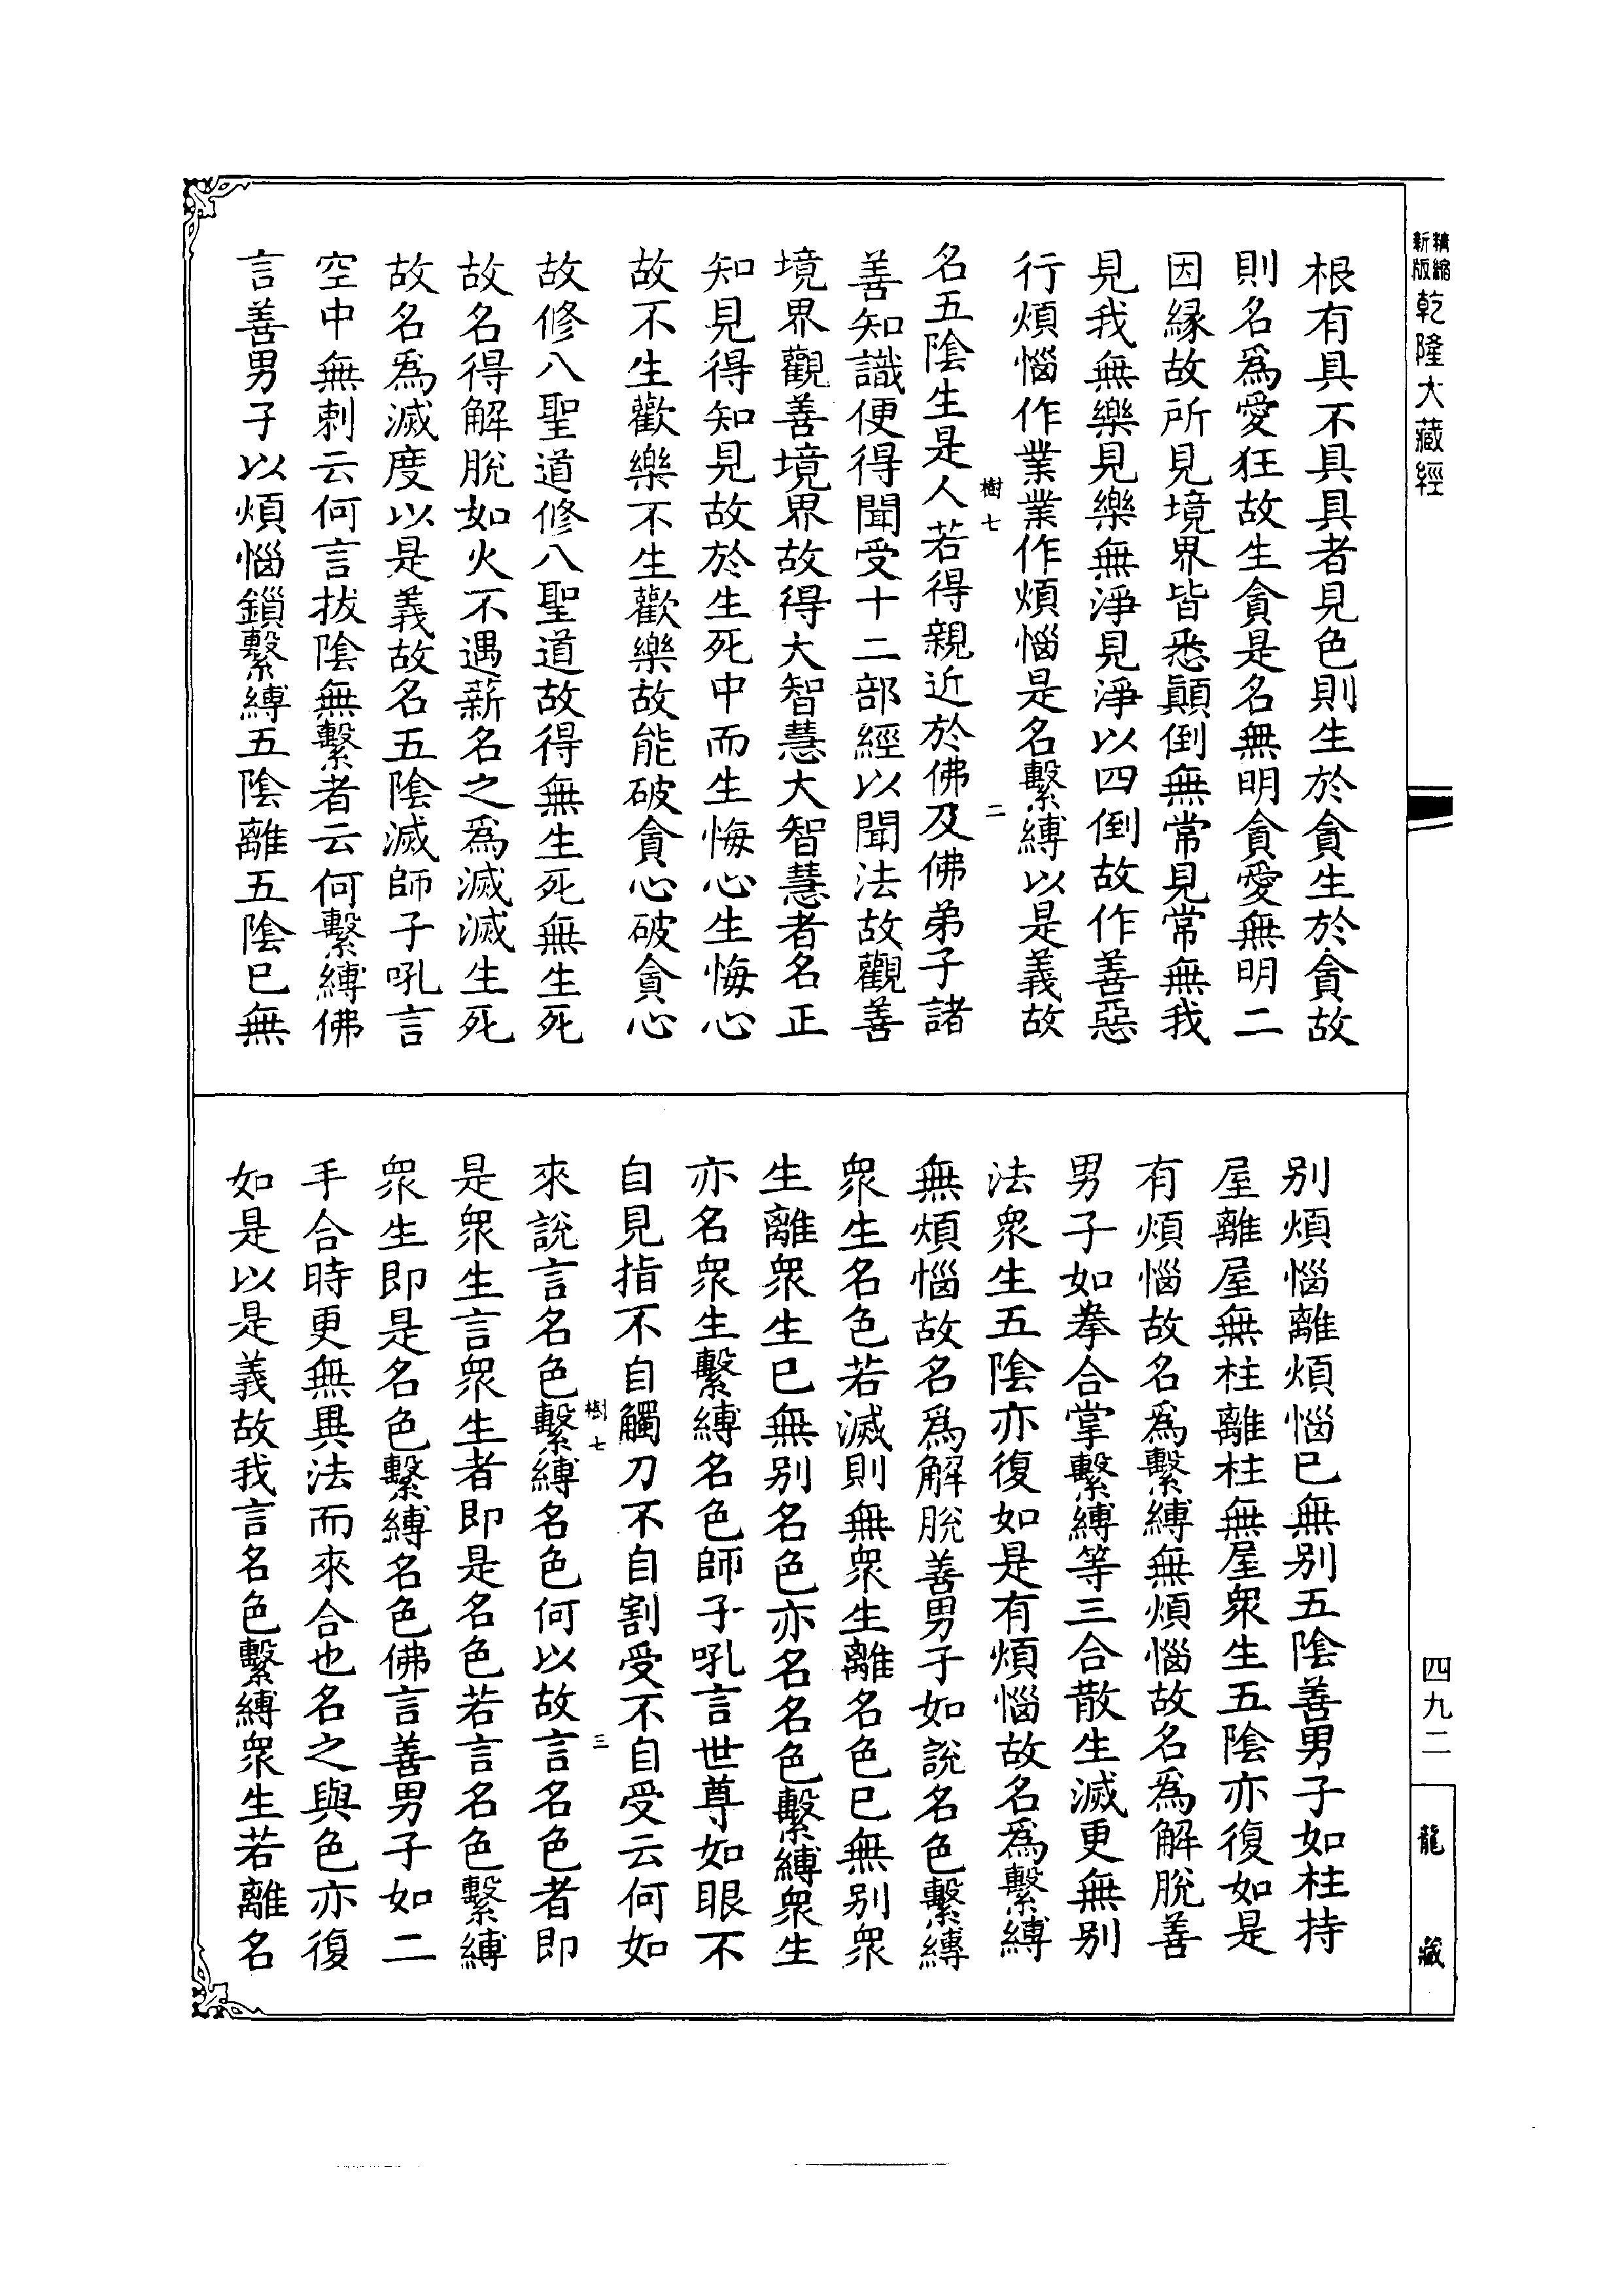 精縮
新版
乾隆大藏經
根有具不具具者見色則生於貪生於貪故
則名爲愛狂故生貪是名無明貪愛無明二
因緣故所見境界皆悉顛倒無常見常無我
見我無樂見樂無淨見淨以四倒故作善惡
行煩惱作業業作煩惱是名繫縛以是義故
樹七
二
名五陰生是人若得親近於佛及佛弟子諸
善知識便得聞受十二部經以聞法故觀善
境界觀善境界故得大智慧大智慧者名正
知見得知見故於生死中而生悔心生悔心
故不生歡樂不生歡樂故能破貪心破貪心
故修八聖道修八聖道故得無生死無生死
故名得解脫如火不遇薪名之爲滅滅生死
故名爲滅度以是義故名五陰滅師子吼言
空中無刺云何言拔陰無繫者云何繫縛佛
言善男子以煩惱鎖繫縛五陰離五陰已無
别煩惱離煩惱已無别五陰善男子如柱持
屋離屋無柱離柱無屋衆生五陰亦復如是
有煩惱故名爲繫縛無煩惱故名爲解脫善
男子如拳合掌繫縛等三合散生滅更無别
法衆生五陰亦復如是有煩惱故名爲繫縛
無煩惱故名爲解脫善男子如說名色繫縛
衆生名色若滅則無衆生離名色已無别衆
生離衆生已無别名色亦名名色繫縛衆生
亦名衆生繫縛名色師子吼言世尊如眼不
自見指不自觸刀不自割受不自受云何如
樹七
三
來說言名色繫縛名色何以故言名色者即
是衆生言衆生者即是名色若言名色繫縛
衆生即是名色繫縛名色佛言善男子如二
手合時更無異法而來合也名之與色亦復
如是以是義故我言名色繫縛衆生若離名
四九二
龍藏